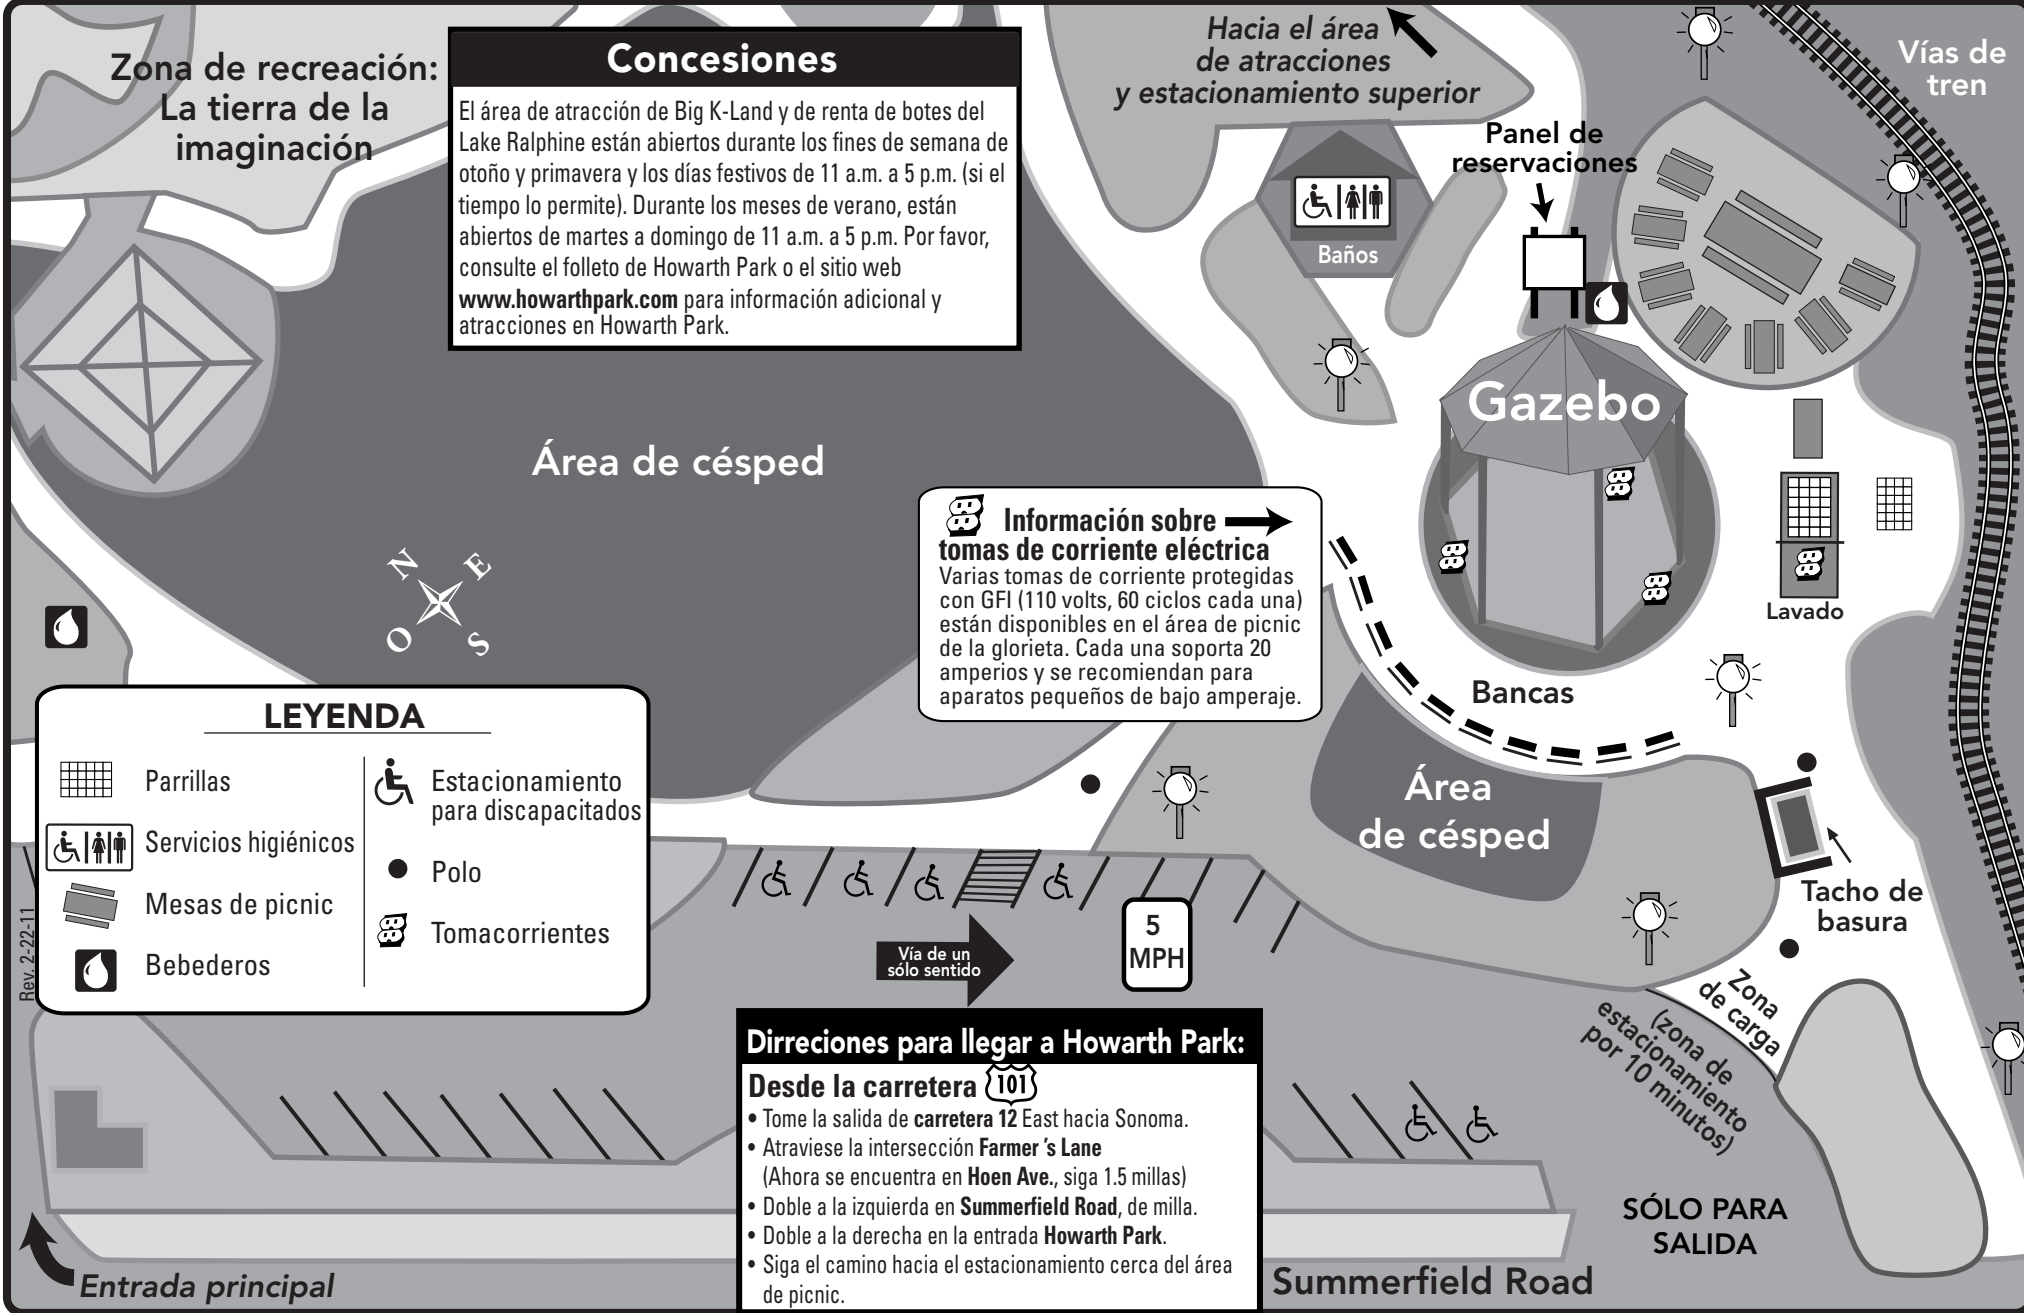 Zona de recreación:
La tierra de la
imaginación
Concesiones
El área de atracción de Big K-Land y de renta de botes del
Lake Ralphine están abiertos durante los fines de semana de
otoño y primavera y los días festivos de 11 a.m. a 5 p.m. (si el
tiempo lo permite). Durante los meses de verano, están
abiertos de martes a domingo de 11 a.m. a 5 p.m. Por favor,
consulte el folleto de Howarth Park o el sitio web
www.howarthpark.com para información adicional y
atracciones en Howarth Park.
Hacia el área
de atracciones
y estacionamiento superior
Vías de
tren
Panel de
reservaciones
Baños
Gazebo
Área de césped
N
E
O
S
Información sobre
tomas de corriente eléctrica
Varias tomas de corriente protegidas
con GFI (110 volts, 60 ciclos cada una)
están disponibles en el área de picnic
de la glorieta. Cada una soporta 20
amperios y se recomiendan para
aparatos pequeños de bajo amperaje.
Lavado
Bancas
Área
de césped
Tacho de
basura
LEYENDA
Parrillas
Servicios higiénicos
Mesas de picnic
Bebederos
Estacionamiento
para discapacitados
Polo
Tomacorrientes
Rev. 2-22-11
Vía de un
sólo sentido
5
MPH
Zona
de carga
(zona de
estacionamiento
por 10 minutos)
Dirreciones para llegar a Howarth Park:
Desde la carretera 101
• Tome la salida de carretera 12 East hacia Sonoma.
• Atraviese la intersección Farmer 's Lane
(Ahora se encuentra en Hoen Ave., siga 1.5 millas)
• Doble a la izquierda en Summerfield Road, de milla.
• Doble a la derecha en la entrada Howarth Park.
• Siga el camino hacia el estacionamiento cerca del área
de picnic.
SÓLO PARA
SALIDA
Entrada principal
Summerfield Road